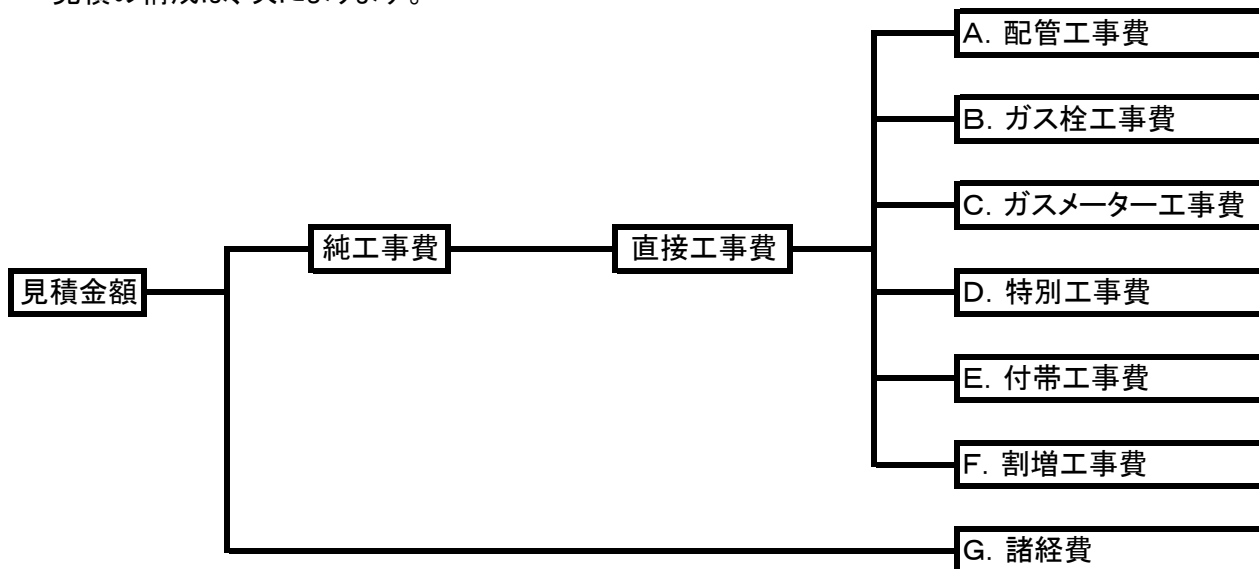 A. 配管工事費
B. ガス栓工事費
C. ガスメーター工事費
純工事費
直接工事費
見積金額
D. 特別工事費
E. 付帯工事費
F. 割増工事費
G. 諸経費